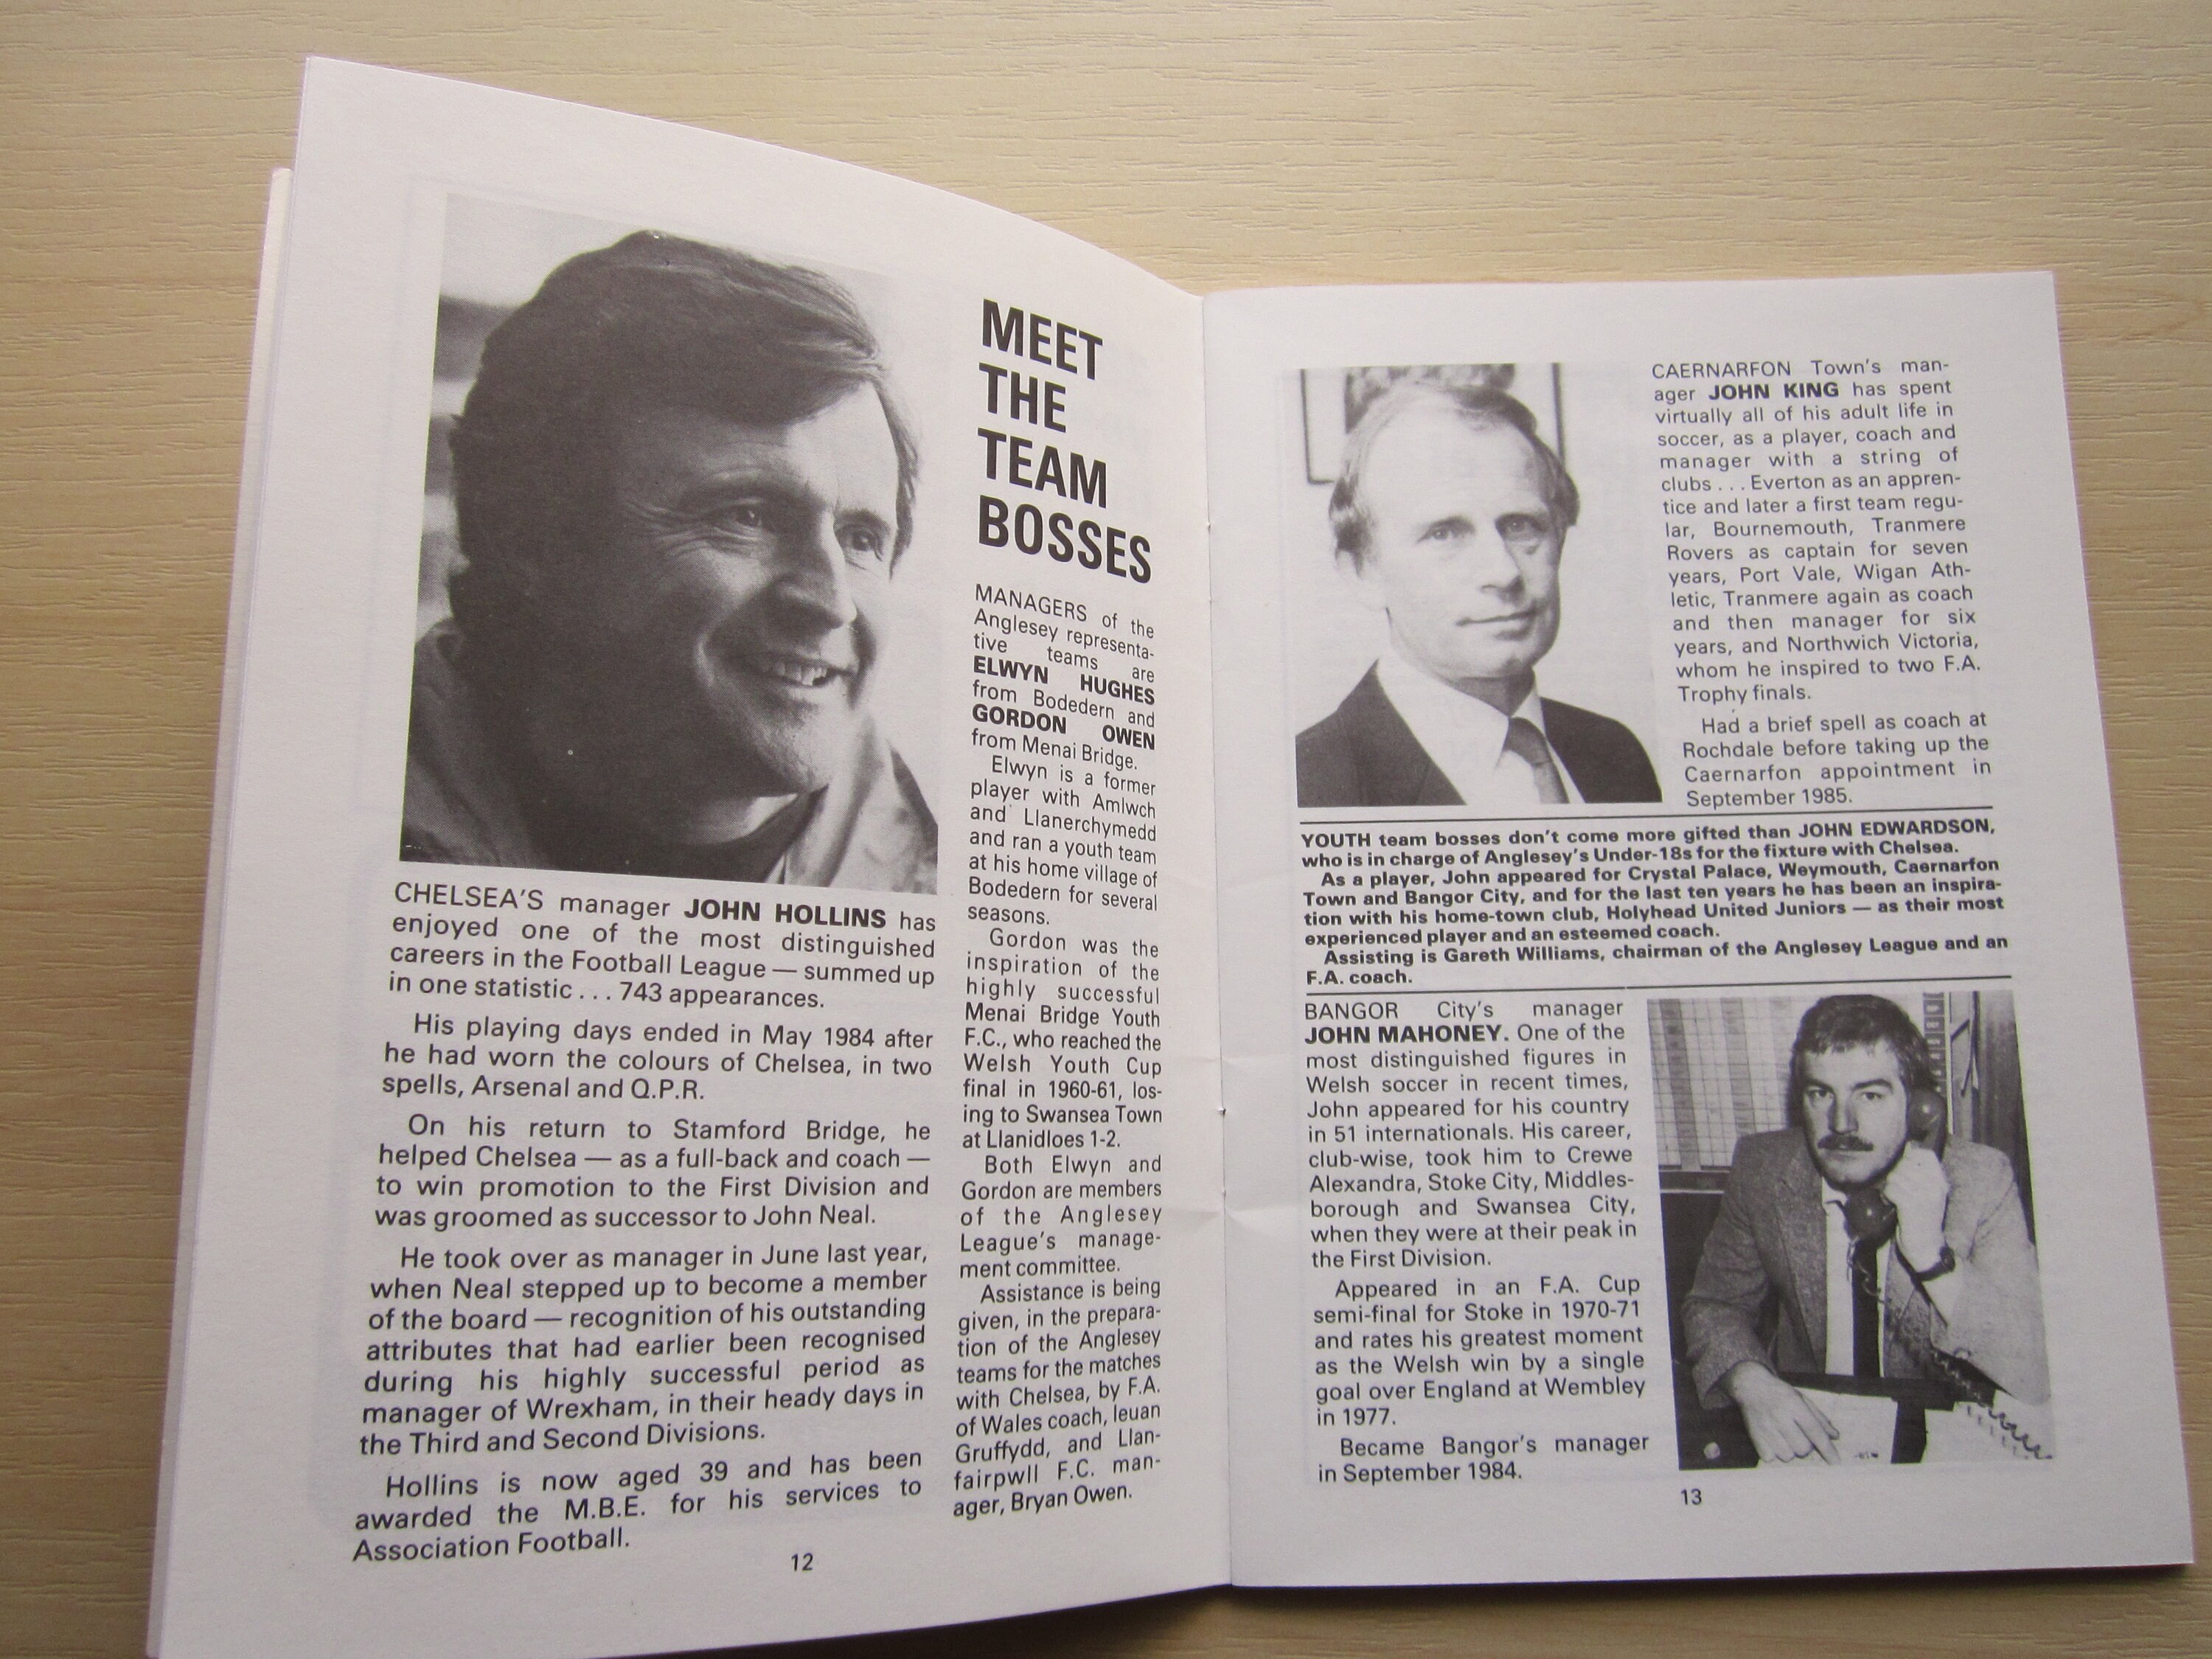 MEET
THE
TEAM
BOSSES
CHELSEA'S manager JOHN HOLLINS has
enjoyed one of the most distinguished
careers in the Football League — summed up
in one statistic . . . 743 appearances.
His playing days ended in May 1984 after
he had worn the colours of Chelsea, in two
spells, Arsenal and Q.P.R.
On his return to Stamford Bridge, he
helped Chelsea — as a full-back and coach —
to win promotion to the First Division and
was groomed as successor to John Neal.
He took over as manager in June last year,
when Neal stepped up to become a member
of the board — recognition of his outstanding
attributes that had earlier been recognised
during his highly successful period as
manager of Wrexham, in their heady days in
the Third and Second Divisions.
Hollins is now aged 39 and has been
awarded the M.B.E. for his services to
Association Football.
MANAGERS of the
Anglesey representa-
tive teams are
ELWYN HUGHES
from Bodedern and
GORDON OWEN
from Menai Bridge.
Elwyn is a former
player with Amlwch
and Llanerchymedd
and ran a youth team
at his home village of
Bodedern for several
seasons.
Gordon was the
inspiration of the
highly successful
Menai Bridge Youth
F.C., who reached the
Welsh Youth Cup
final in 1960-61, los-
ing to Swansea Town
at Llanidloes 1-2.
Both Elwyn and
Gordon are members
of the Anglesey
League's manage-
ment committee.
Assistance is being
given, in the prepara-
tion of the Anglesey
teams for the matches
with Chelsea, by F.A.
of Wales coach, Ieuan
Gruffydd, and Llan-
fairpwll F.C. man-
ager, Bryan Owen.
12
CAERNARFON Town's man-
ager JOHN KING has spent
virtually all of his adult life in
soccer, as a player, coach and
manager with a string of
clubs . . . Everton as an appren-
tice and later a first team regu-
lar, Bournemouth, Tranmere
Rovers as captain for seven
years, Port Vale, Wigan Ath-
letic, Tranmere again as coach
and then manager for six
years, and Northwich Victoria,
whom he inspired to two F.A.
Trophy finals.
Had a brief spell as coach at
Rochdale before taking up the
Caernarfon appointment in
September 1985.
YOUTH team bosses don't come more gifted than JOHN EDWARDSON,
who is in charge of Anglesey's Under-18s for the fixture with Chelsea.
As a player, John appeared for Crystal Palace, Weymouth, Caernarfon
Town and Bangor City, and for the last ten years he has been an inspira-
tion with his home-town club, Holyhead United Juniors — as their most
experienced player and an esteemed coach.
Assisting is Gareth Williams, chairman of the Anglesey League and an
F.A. coach.
BANGOR City's manager
JOHN MAHONEY. One of the
most distinguished figures in
Welsh soccer in recent times,
John appeared for his country
in 51 internationals. His career,
club-wise, took him to Crewe
Alexandra, Stoke City, Middles-
borough and Swansea City,
when they were at their peak in
the First Division.
Appeared in an F.A. Cup
semi-final for Stoke in 1970-71
and rates his greatest moment
as the Welsh win by a single
goal over England at Wembley
in 1977.
Became Bangor's manager
in September 1984.
13